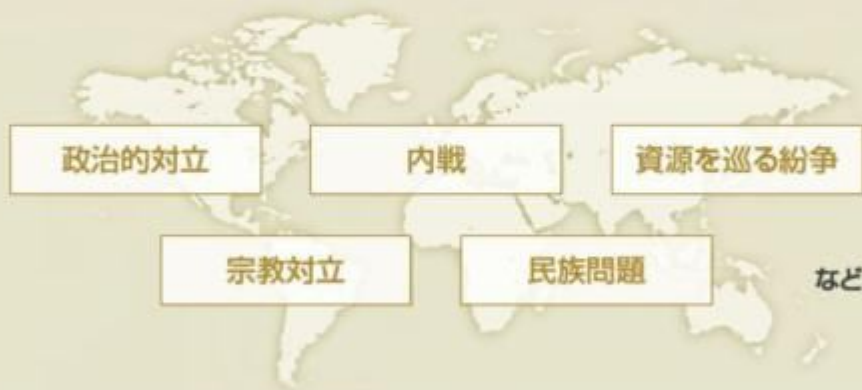 政治的対立
内戦
資源を巡る紛争
宗教対立
民族問題
など